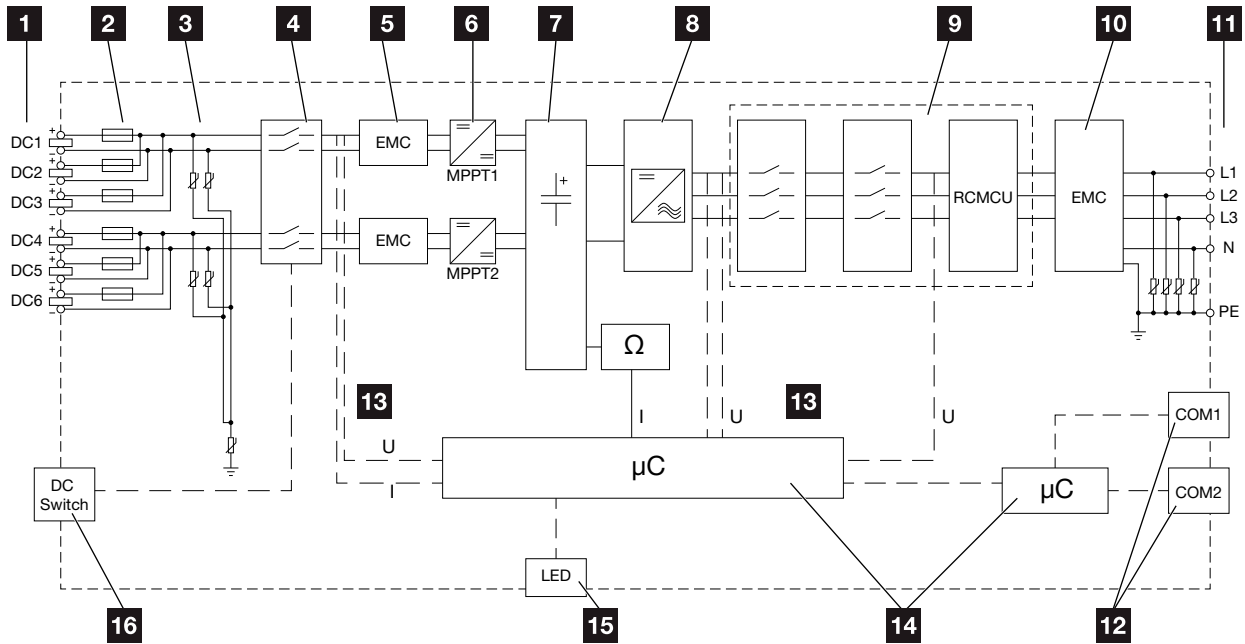 1 2 3 4 5 6 7 8 9 10 11
+
DC1
−
+
DC2
−
+
DC3
−
+
DC4
−
+
DC5
−
+
DC6
−
EMC
MPPT1
EMC
MPPT2
+
RCMCU
EMC
L1
L2
L3
N
PE
Ω
13
U
I
I
U
13
U
µC
µC
COM1
COM2
DC
Switch
LED
16 15 14 12